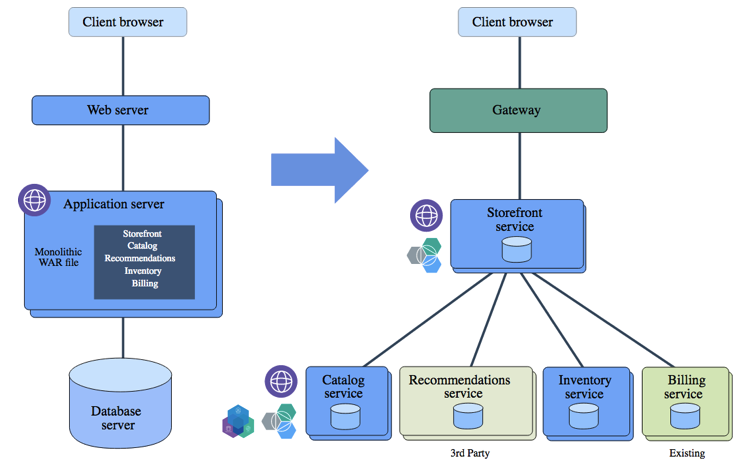 Client browser
Web server
Application server
Monolithic
WAR file
Storefront
Catalog
Recommendations
Inventory
Billing
Database
server
Client browser
Gateway
Storefront
service
Catalog
service
Recommendations
service
Inventory
service
Billing
service
3rd Party
Existing